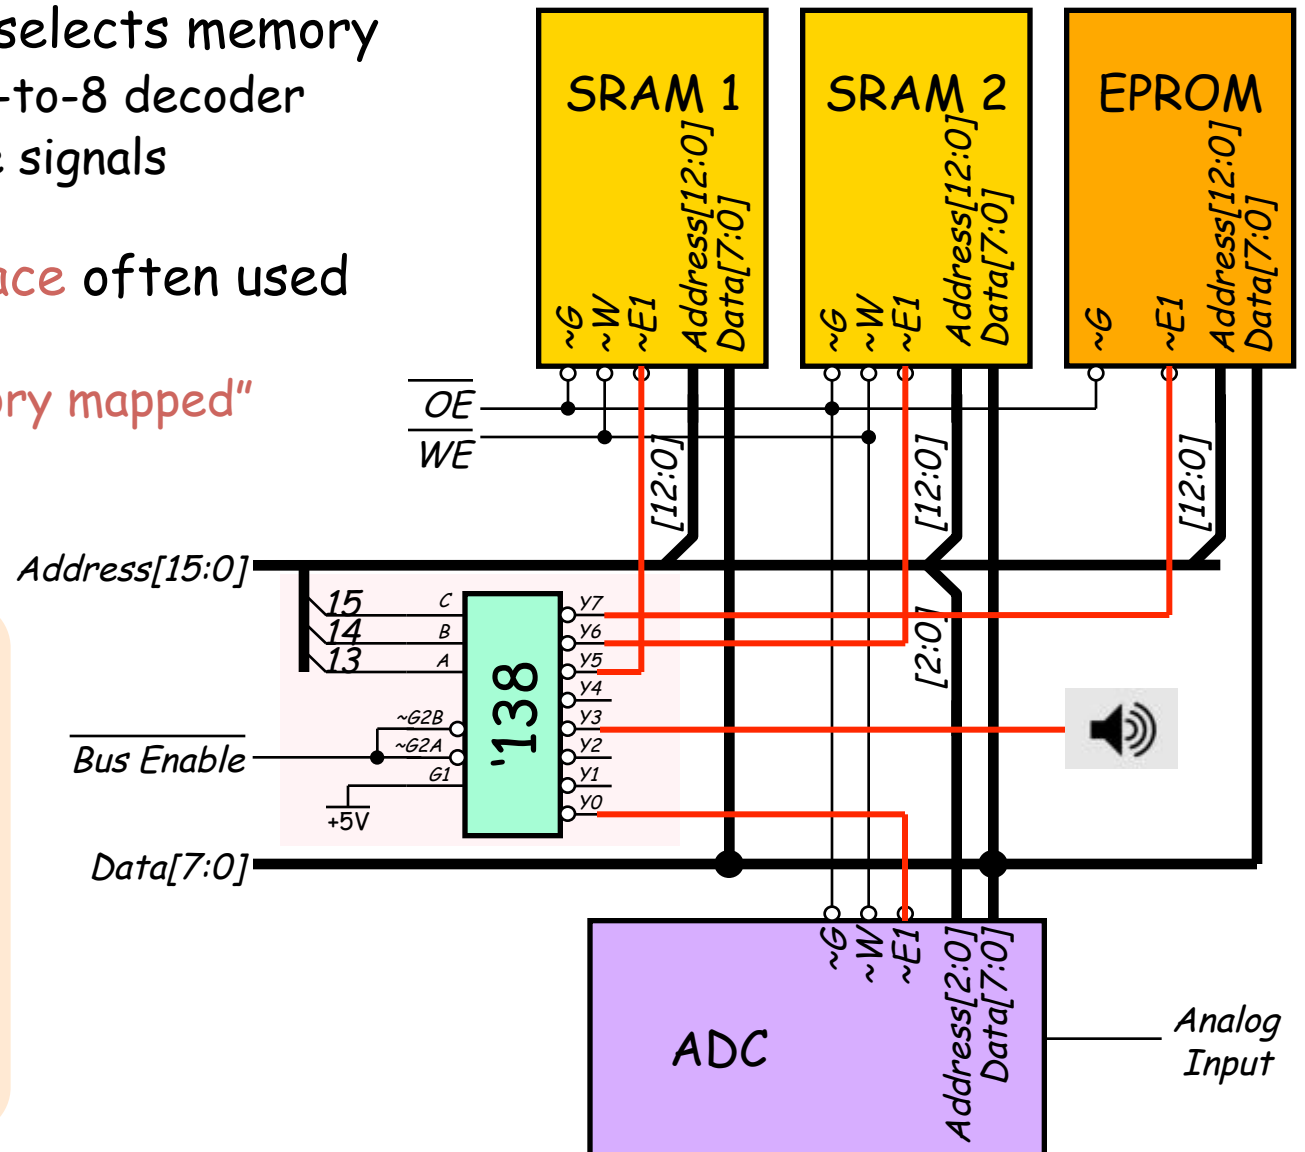 selects memory
-to-8 decoder
signals
often used
mapped"
SRAM 1
~G
~W
~E1
Address[12:0]
Data[7:0]
SRAM 2
~G
~W
~E1
Address[12:0]
Data[7:0]
EPROM
~G
~E1
Address[12:0]
Data[7:0]
OE
WE
[12:0]
[12:0]
[12:0]
Address[15:0]
15
14
13
C
B
A
~G2B
~G2A
G1
'138
Y7
Y6
Y5
Y4
Y3
Y2
Y1
Y0
[2:0]
Bus Enable
+5V
Data[7:0]
~G
~W
~E1
Address[2:0]
Data[7:0]
ADC
Analog
Input